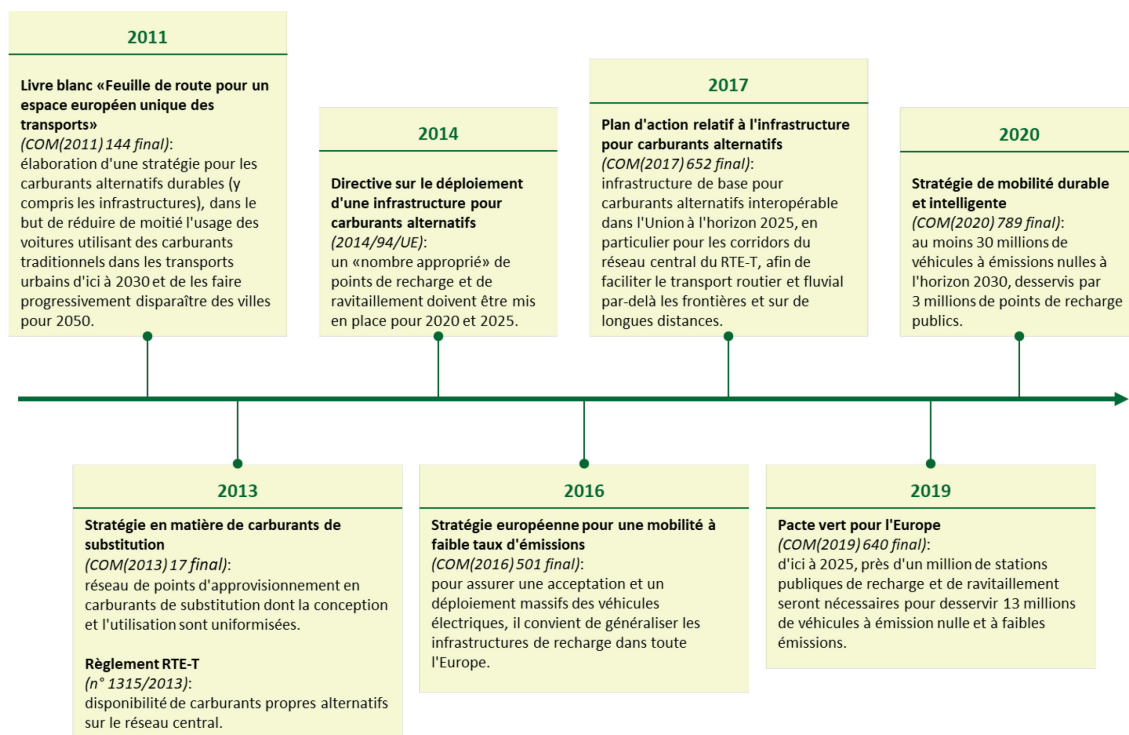 2011
Livre blanc «Feuille de route pour un
espace européen unique des
transports»
(COM(2011) 144 final):
élaboration d'une stratégie pour les
carburants alternatifs durables (y
compris les infrastructures), dans le
but de réduire de moitié l'usage des
voitures utilisant des carburants
traditionnels dans les transports
urbains d'ici à 2030 et de les faire
progressivement disparaître des villes
pour 2050.
2013
Stratégie en matière de carburants de
substitution
(COM(2013) 17 final):
réseau de points d'approvisionnement en
carburants de substitution dont la conception
et l'utilisation sont uniformisées.
Règlement RTE-T
(n° 1315/2013):
disponibilité de carburants propres alternatifs
sur le réseau central.
2014
Directive sur le déploiement
d'une infrastructure pour
carburants alternatifs
(2014/94/UE):
un «nombre approprié» de
points de recharge et de
ravitaillement doivent être mis
en place pour 2020 et 2025.
2016
Stratégie européenne pour une mobilité à
faible taux d'émissions
(COM(2016) 501 final):
pour assurer une acceptation et un
déploiement massifs des véhicules
électriques, il convient de généraliser les
infrastructures de recharge dans toute
l'Europe.
2017
Plan d'action relatif à l'infrastructure
pour carburants alternatifs
(COM(2017) 652 final):
infrastructure de base pour
carburants alternatifs interopérable
dans l'Union à l'horizon 2025, en
particulier pour les corridors du
réseau central du RTE-T, afin de
faciliter le transport routier et fluvial
par-delà les frontières et sur de
longues distances.
2019
Pacte vert pour l'Europe
(COM(2019) 640 final):
d'ici à 2025, près d'un million de stations
publiques de recharge et de ravitaillement
seront nécessaires pour desservir 13 millions
de véhicules à émission nulle et à faibles
émissions.
2020
Stratégie de mobilité durable
et intelligente
(COM(2020) 789 final):
au moins 30 millions de
véhicules à émissions nulles à
l'horizon 2030, desservis par
3 millions de points de recharge
publics.